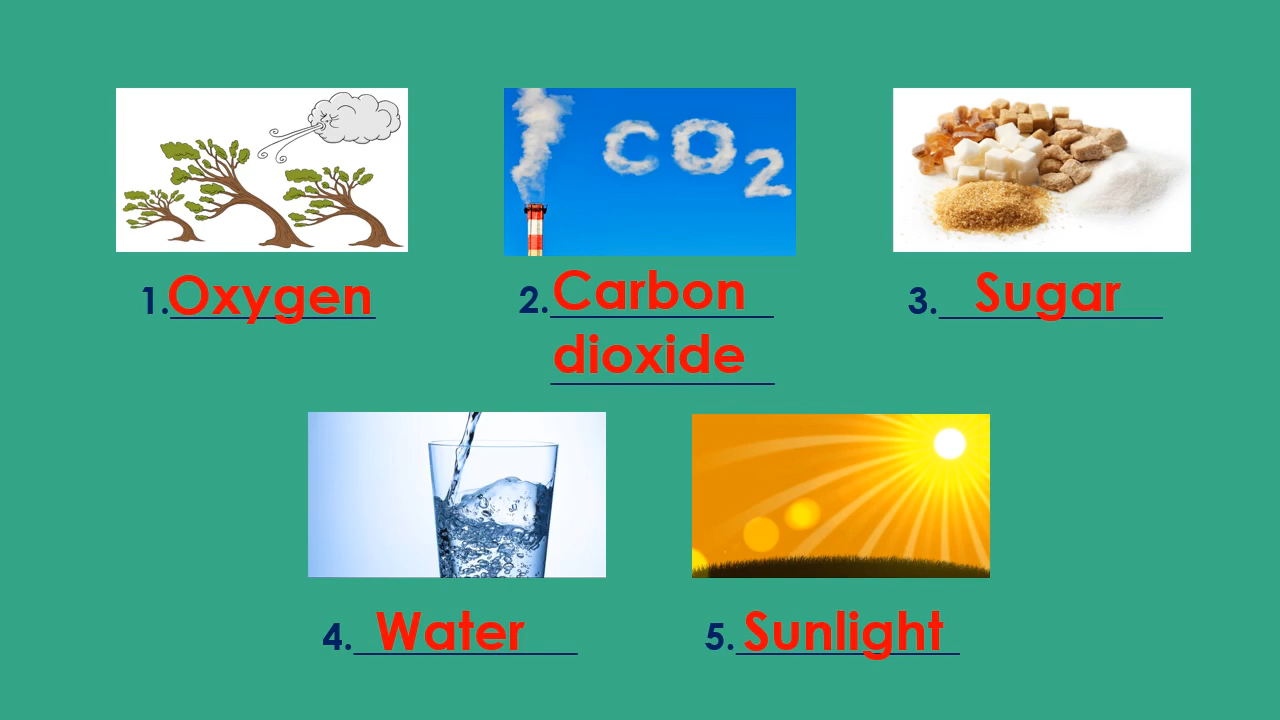 CO2
1. Oxygen
2. Carbon
dioxide
3. Sugar
4. Water
5. Sunlight